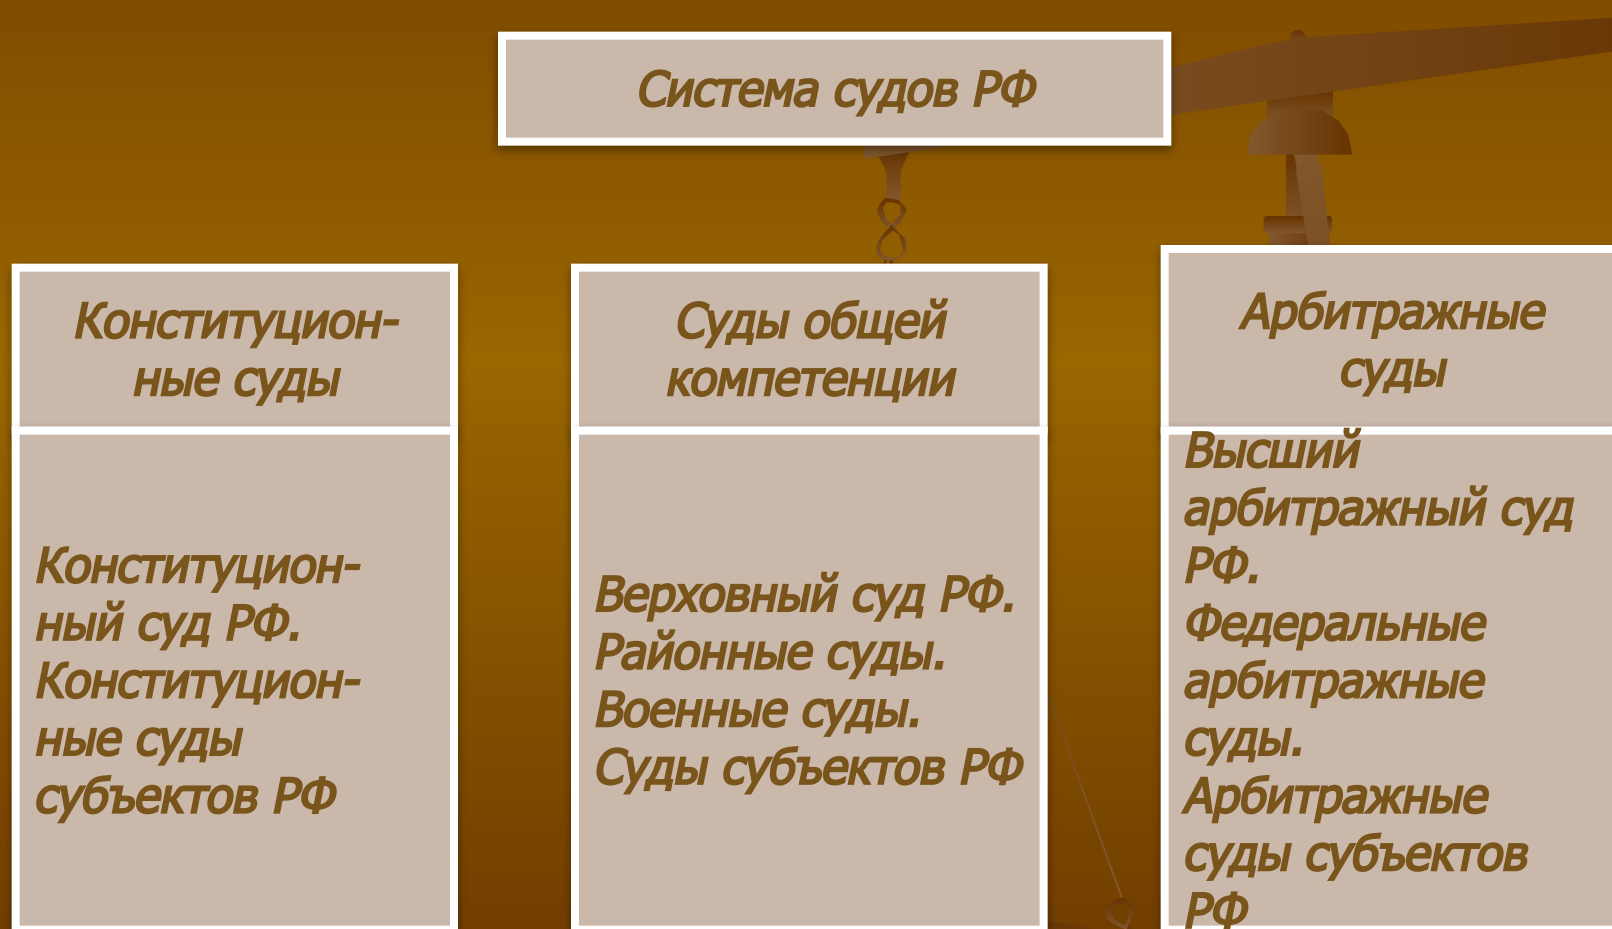 Система судов РФ
Конституцион-
ные суды
Конституцион-
ный суд РФ.
Конституцион-
ные суды
субъектов РФ
Суды общей
компетенции
Верховный суд РФ.
Районные суды.
Военные суды.
Суды субъектов РФ
Арбитражные
суды
Высший
арбитражный суд
РФ.
Федеральные
арбитражные
суды.
Арбитражные
суды субъектов
РФ